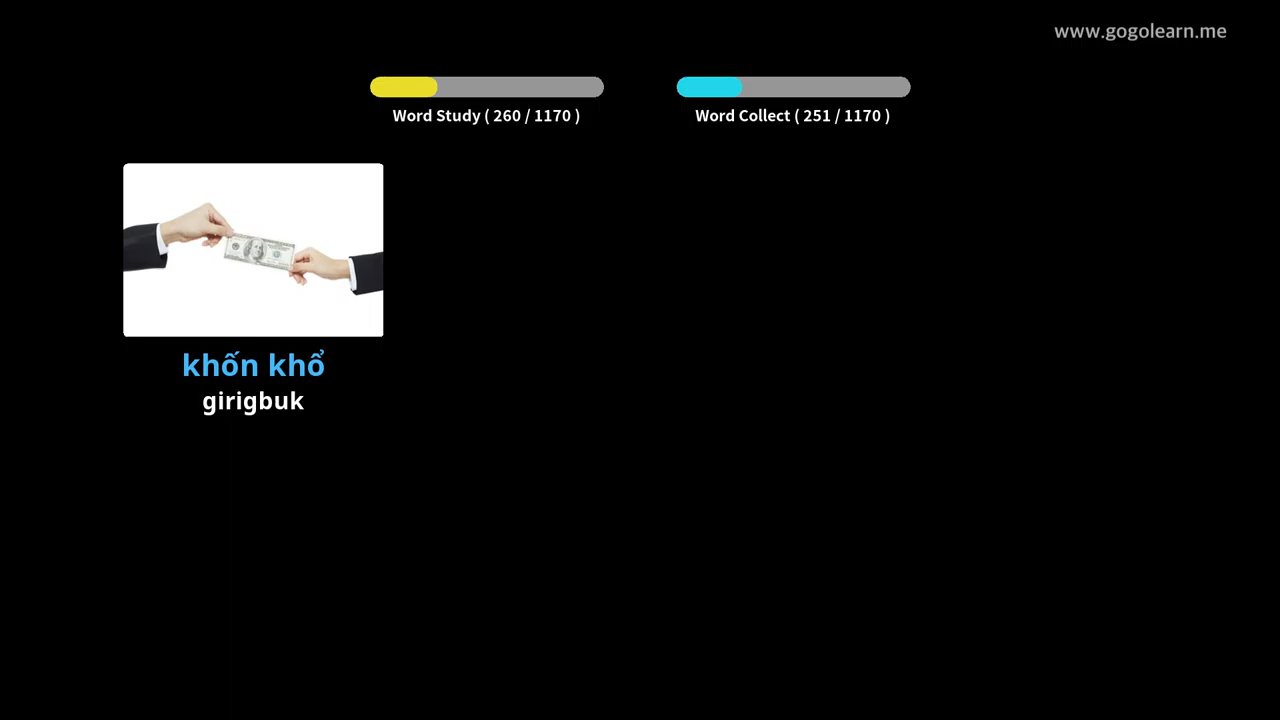 www.gogolearn.me
Word Study ( 260 / 1170 )
Word Collect ( 251 / 1170 )
khốn khổ
girigbuk